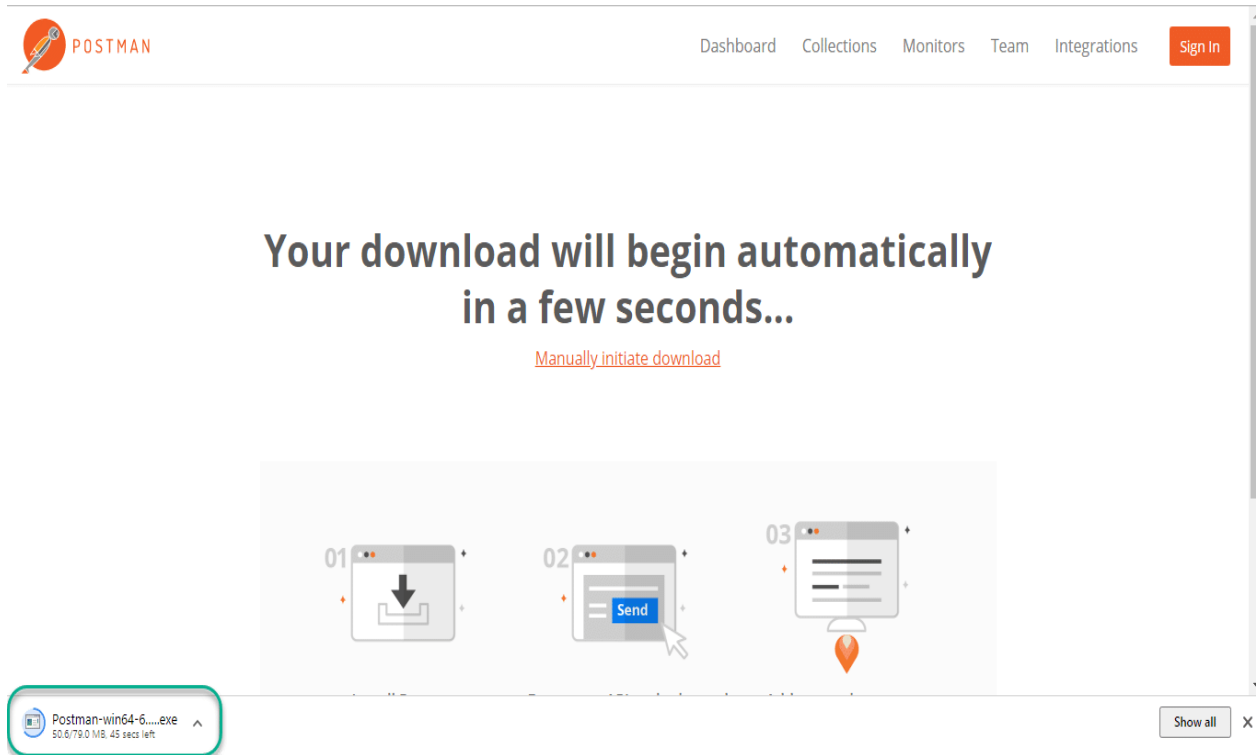 POSTMAN
Dashboard Collections Monitors Team Integrations Sign In
Your download will begin automatically
in a few seconds...
Manually initiate download
01
02
03
Send
Postman-win64-6.....exe
50.6/79.0 MB, 45 secs left
Show all